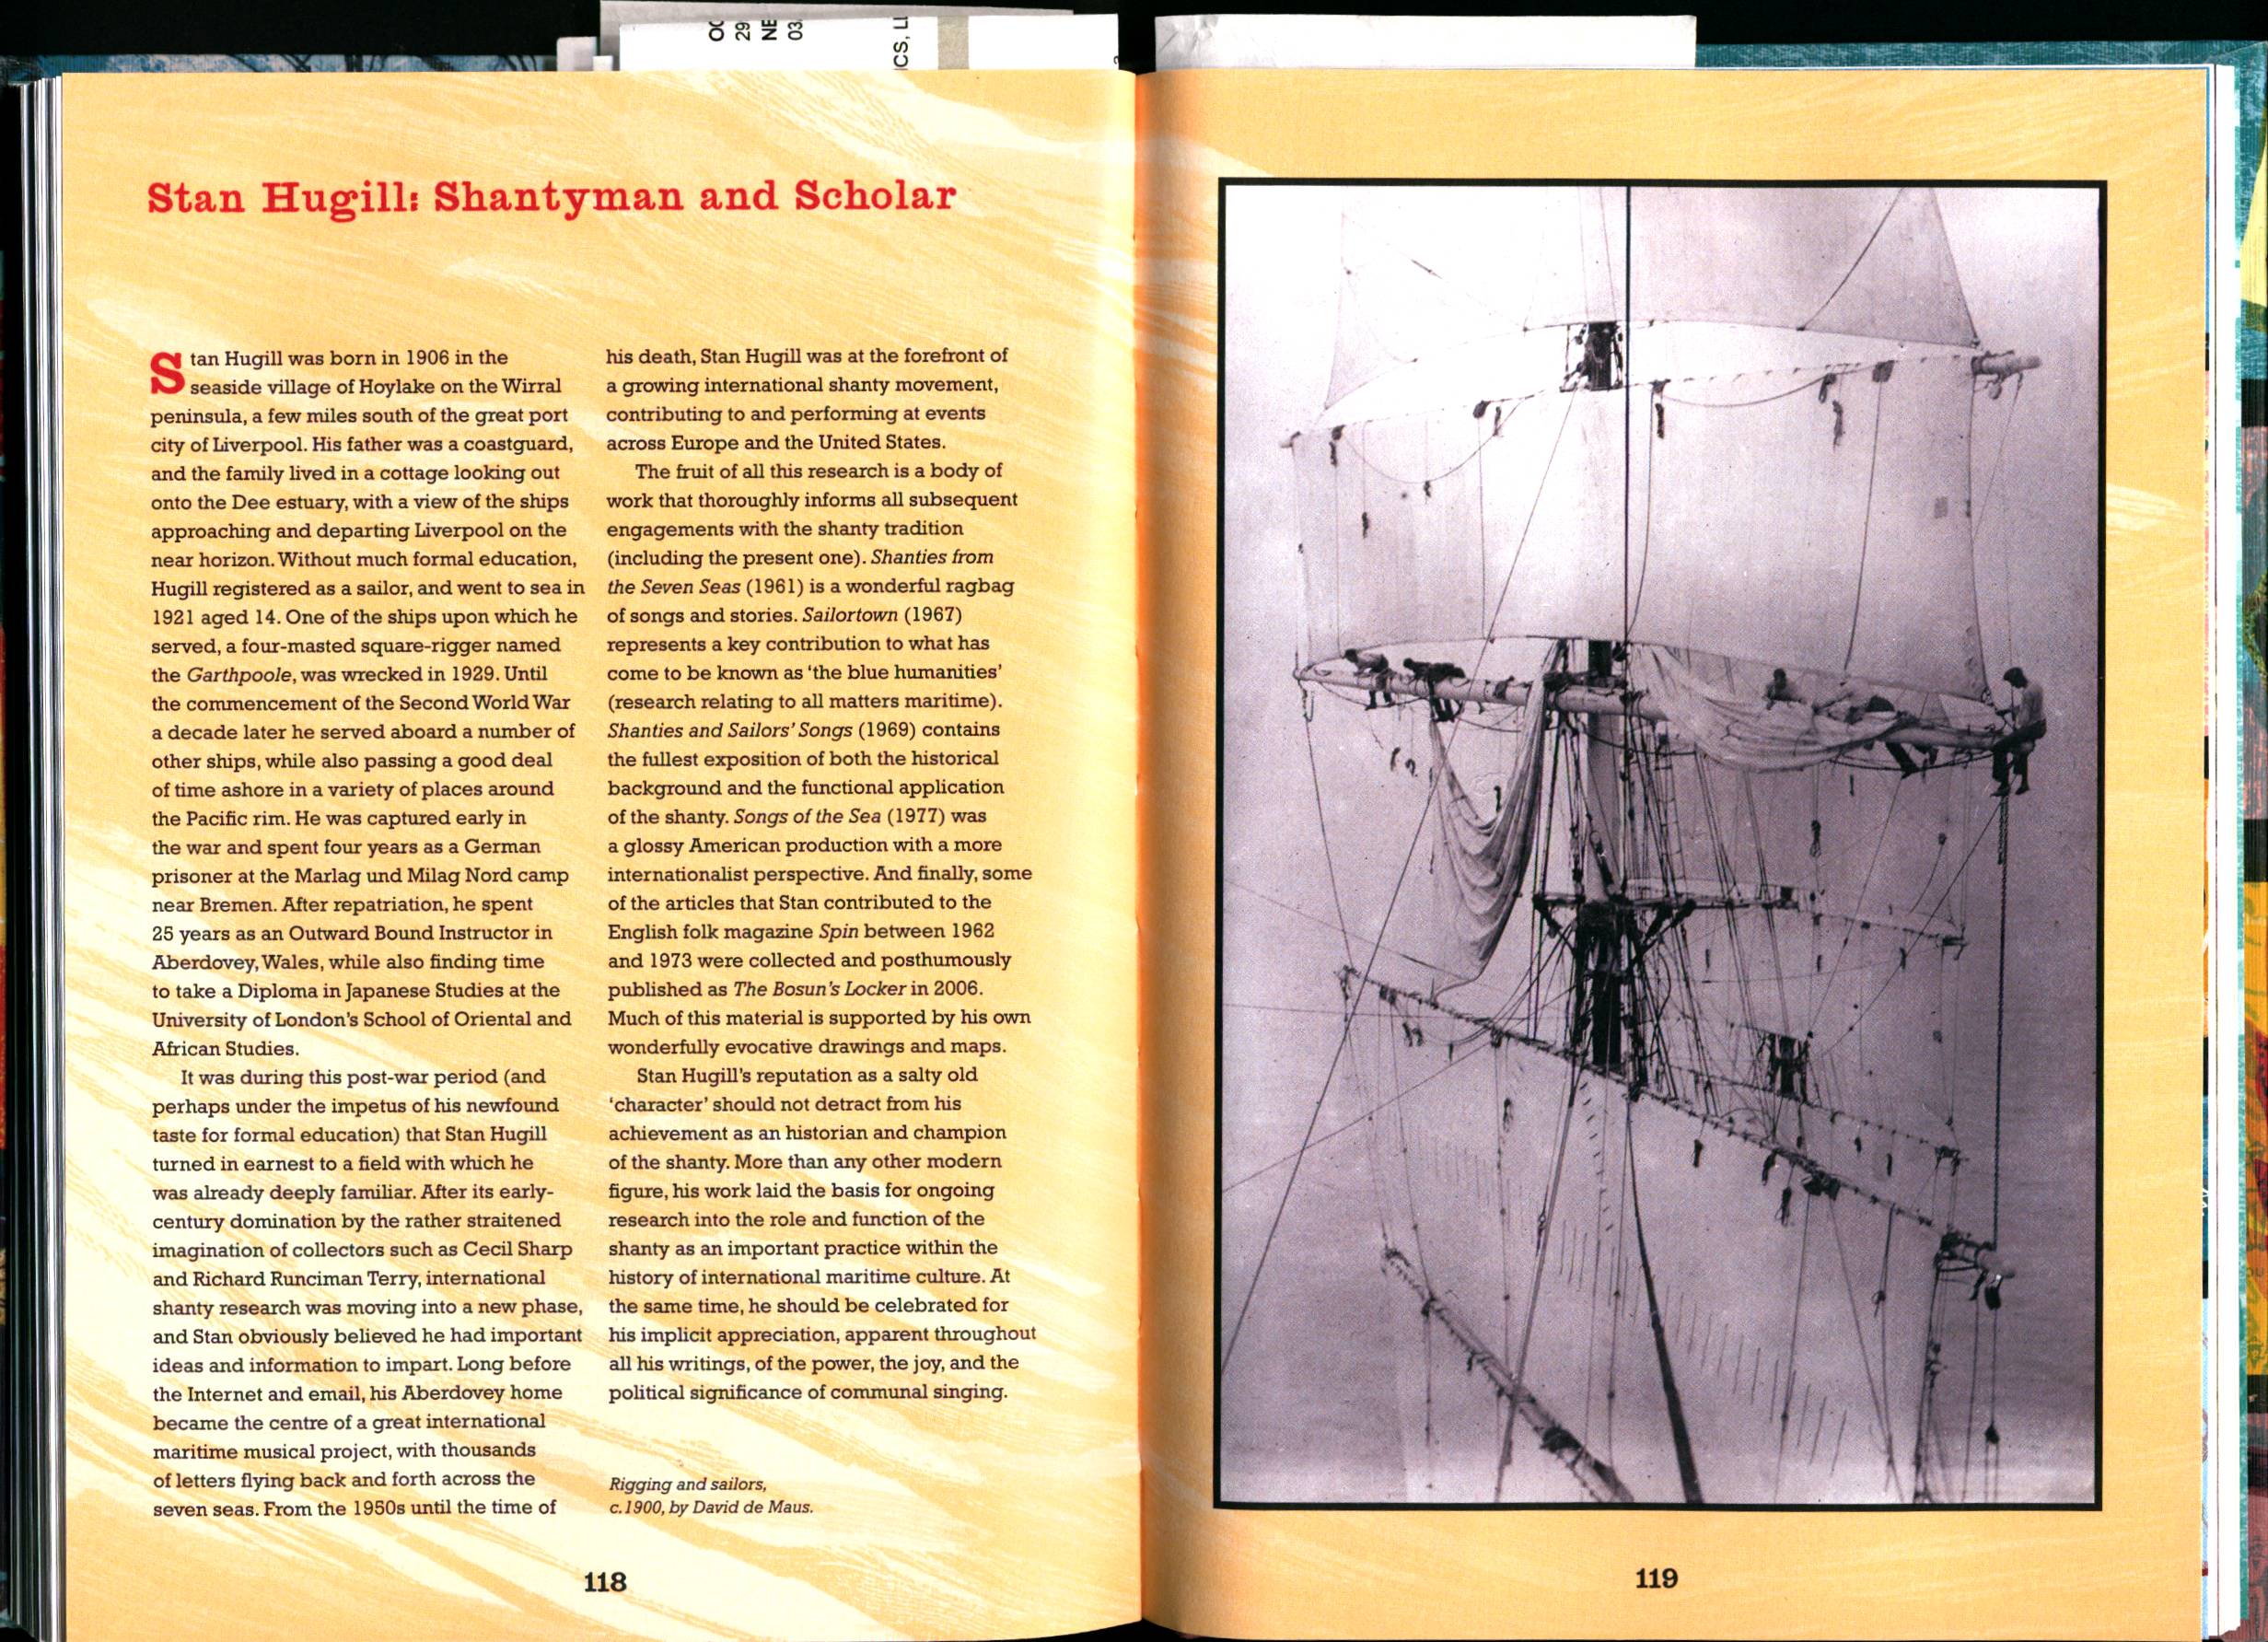 OC
29
NE
03
ICS, LI
Stan Hugill: Shantyman and Scholar
Stan Hugill was born in 1906 in the
seaside village of Hoylake on the Wirral
peninsula, a few miles south of the great port
city of Liverpool. His father was a coastguard,
and the family lived in a cottage looking out
onto the Dee estuary, with a view of the ships
approaching and departing Liverpool on the
near horizon. Without much formal education,
Hugill registered as a sailor, and went to sea in
1921 aged 14. One of the ships upon which he
served, a four-masted square-rigger named
the Garthpoole, was wrecked in 1929. Until
the commencement of the Second World War
a decade later he served aboard a number of
other ships, while also passing a good deal
of time ashore in a variety of places around
the Pacific rim. He was captured early in
the war and spent four years as a German
prisoner at the Marlag und Milag Nord camp
near Bremen. After repatriation, he spent
25 years as an Outward Bound Instructor in
Aberdovey, Wales, while also finding time
to take a Diploma in Japanese Studies at the
University of London's School of Oriental and
African Studies.
It was during this post-war period (and
perhaps under the impetus of his newfound
taste for formal education) that Stan Hugill
turned in earnest to a field with which he
was already deeply familiar. After its early-
century domination by the rather straitened
imagination of collectors such as Cecil Sharp
and Richard Runciman Terry, international
shanty research was moving into a new phase,
and Stan obviously believed he had important
ideas and information to impart. Long before
the Internet and email, his Aberdovey home
became the centre of a great international
maritime musical project, with thousands
of letters flying back and forth across the
seven seas. From the 1950s until the time of
his death, Stan Hugill was at the forefront of
a growing international shanty movement,
contributing to and performing at events
across Europe and the United States.
The fruit of all this research is a body of
work that thoroughly informs all subsequent
engagements with the shanty tradition
(including the present one). Shanties from
the Seven Seas (1961) is a wonderful ragbag
of songs and stories. Sailortown (1967)
represents a key contribution to what has
come to be known as 'the blue humanities'
(research relating to all matters maritime).
Shanties and Sailors' Songs (1969) contains
the fullest exposition of both the historical
background and the functional application
of the shanty. Songs of the Sea (1977) was
a glossy American production with a more
internationalist perspective. And finally, some
of the articles that Stan contributed to the
English folk magazine Spin between 1962
and 1973 were collected and posthumously
published as The Bosun's Locker in 2006.
Much of this material is supported by his own
wonderfully evocative drawings and maps.
Stan Hugill's reputation as a salty old
'character' should not detract from his
achievement as an historian and champion
of the shanty. More than any other modern
figure, his work laid the basis for ongoing
research into the role and function of the
shanty as an important practice within the
history of international maritime culture. At
the same time, he should be celebrated for
his implicit appreciation, apparent throughout
all his writings, of the power, the joy, and the
political significance of communal singing.
Rigging and sailors,
c.1900, by David de Maus.
118
119